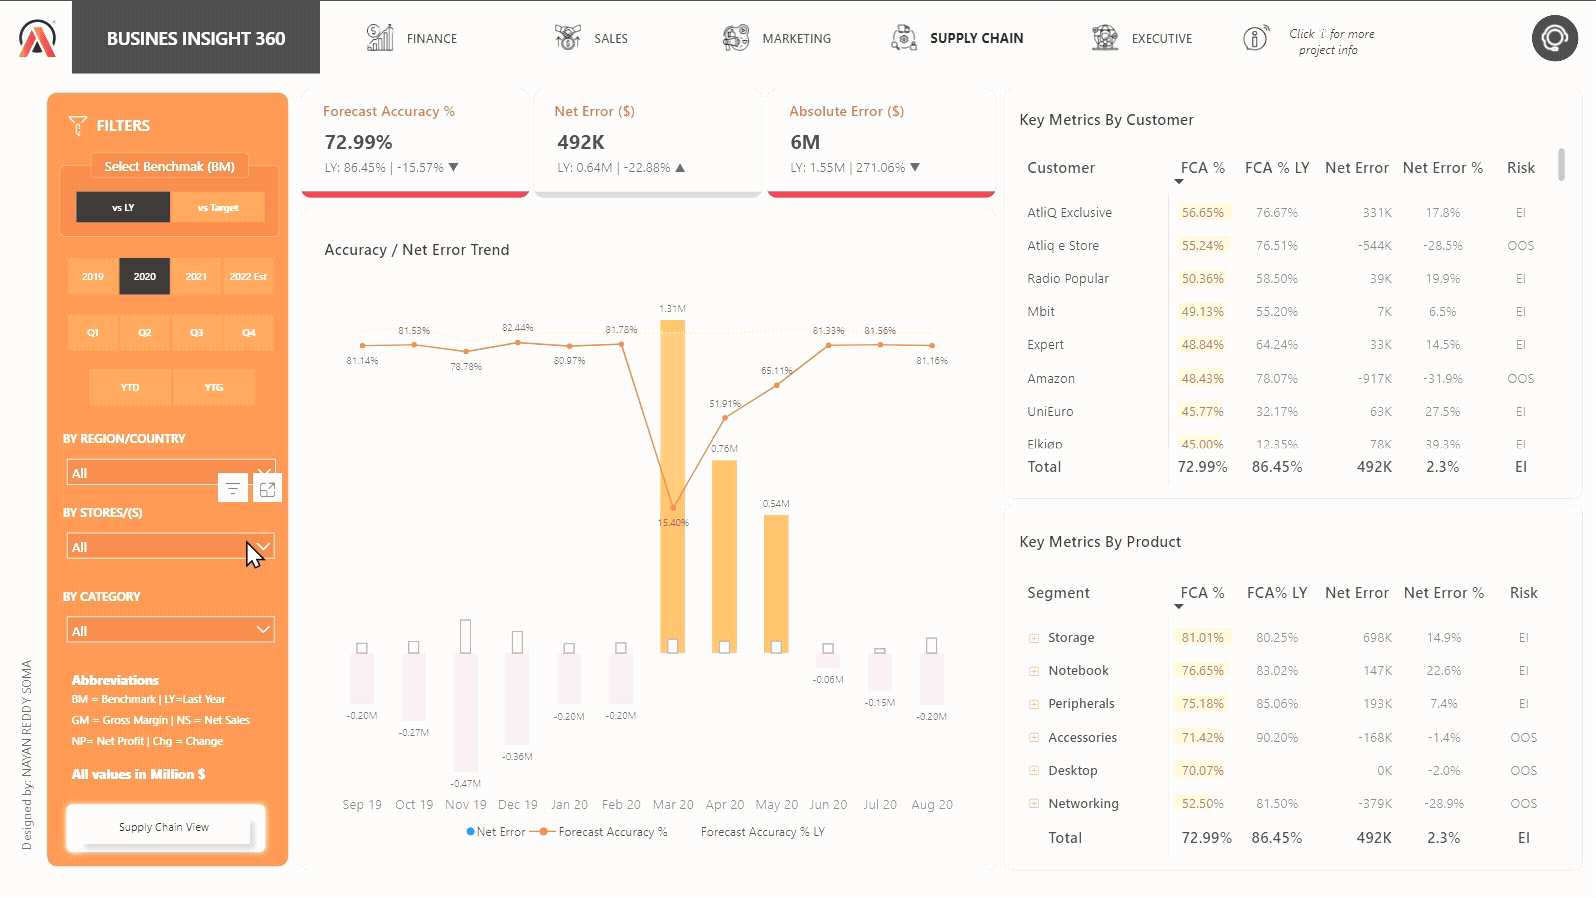 BUSINES INSIGHT 360
FINANCE
SALES
MARKETING
SUPPLY CHAIN
EXECUTIVE
Click 'i' for more
project info
FILTERS
Select Benchmak (BM)
vs LY
vs Target
2019
2020
2021
2022 Est
Q1
Q2
Q3
Q4
YTD
YTG
BY REGION/COUNTRY
All
BY STORES/(S)
All
BY CATEGORY
All
Abbreviations
BM = Benchmark | LY=Last Year
GM = Gross Margin | NS = Net Sales
NP= Net Profit | Chg = Change
All values in Million $
Supply Chain View
Designed by: NAYAN REDDY SOMA
Forecast Accuracy %
72.99%
LY: 86.45% | -15.57% ▼
Net Error ($)
492K
LY: 0.64M | -22.88% ▲
Absolute Error ($)
6M
LY: 1.55M | 271.06% ▼
Accuracy / Net Error Trend
1.31M
81.14%
81.53%
78.78%
82.44%
80.97%
81.78%
15.40%
51.91%
65.11%
81.33%
81.56%
81.16%
0.76M
0.54M
-0.20M
-0.27M
-0.47M
-0.36M
-0.20M
-0.20M
-0.06M
-0.15M
-0.20M
Sep 19 Oct 19 Nov 19 Dec 19 Jan 20 Feb 20 Mar 20 Apr 20 May 20 Jun 20 Jul 20 Aug 20
Net Error Forecast Accuracy % Forecast Accuracy % LY
Key Metrics By Customer
Customer FCA % FCA % LY Net Error Net Error % Risk
AtliQ Exclusive 56.65% 76.67% 331K 17.8% EI
Atliq e Store 55.24% 76.51% -544K -28.5% OOS
Radio Popular 50.36% 58.50% 39K 19.9% EI
Mbit 49.13% 55.20% 7K 6.5% EI
Expert 48.84% 64.24% 33K 14.5% EI
Amazon 48.43% 78.07% -917K -31.9% OOS
UniEuro 45.77% 32.17% 63K 27.5% EI
Elkjøp 45.00% 12.35% 78K 39.3% EI
Total 72.99% 86.45% 492K 2.3% EI
Key Metrics By Product
Segment FCA % FCA% LY Net Error Net Error % Risk
Storage 81.01% 80.25% 698K 14.9% EI
Notebook 76.65% 83.02% 147K 22.6% EI
Peripherals 75.18% 85.06% 193K 7.4% EI
Accessories 71.42% 90.20% -168K -1.4% OOS
Desktop 70.07% 0K -2.0% OOS
Networking 52.50% 81.50% -379K -28.9% OOS
Total 72.99% 86.45% 492K 2.3% EI